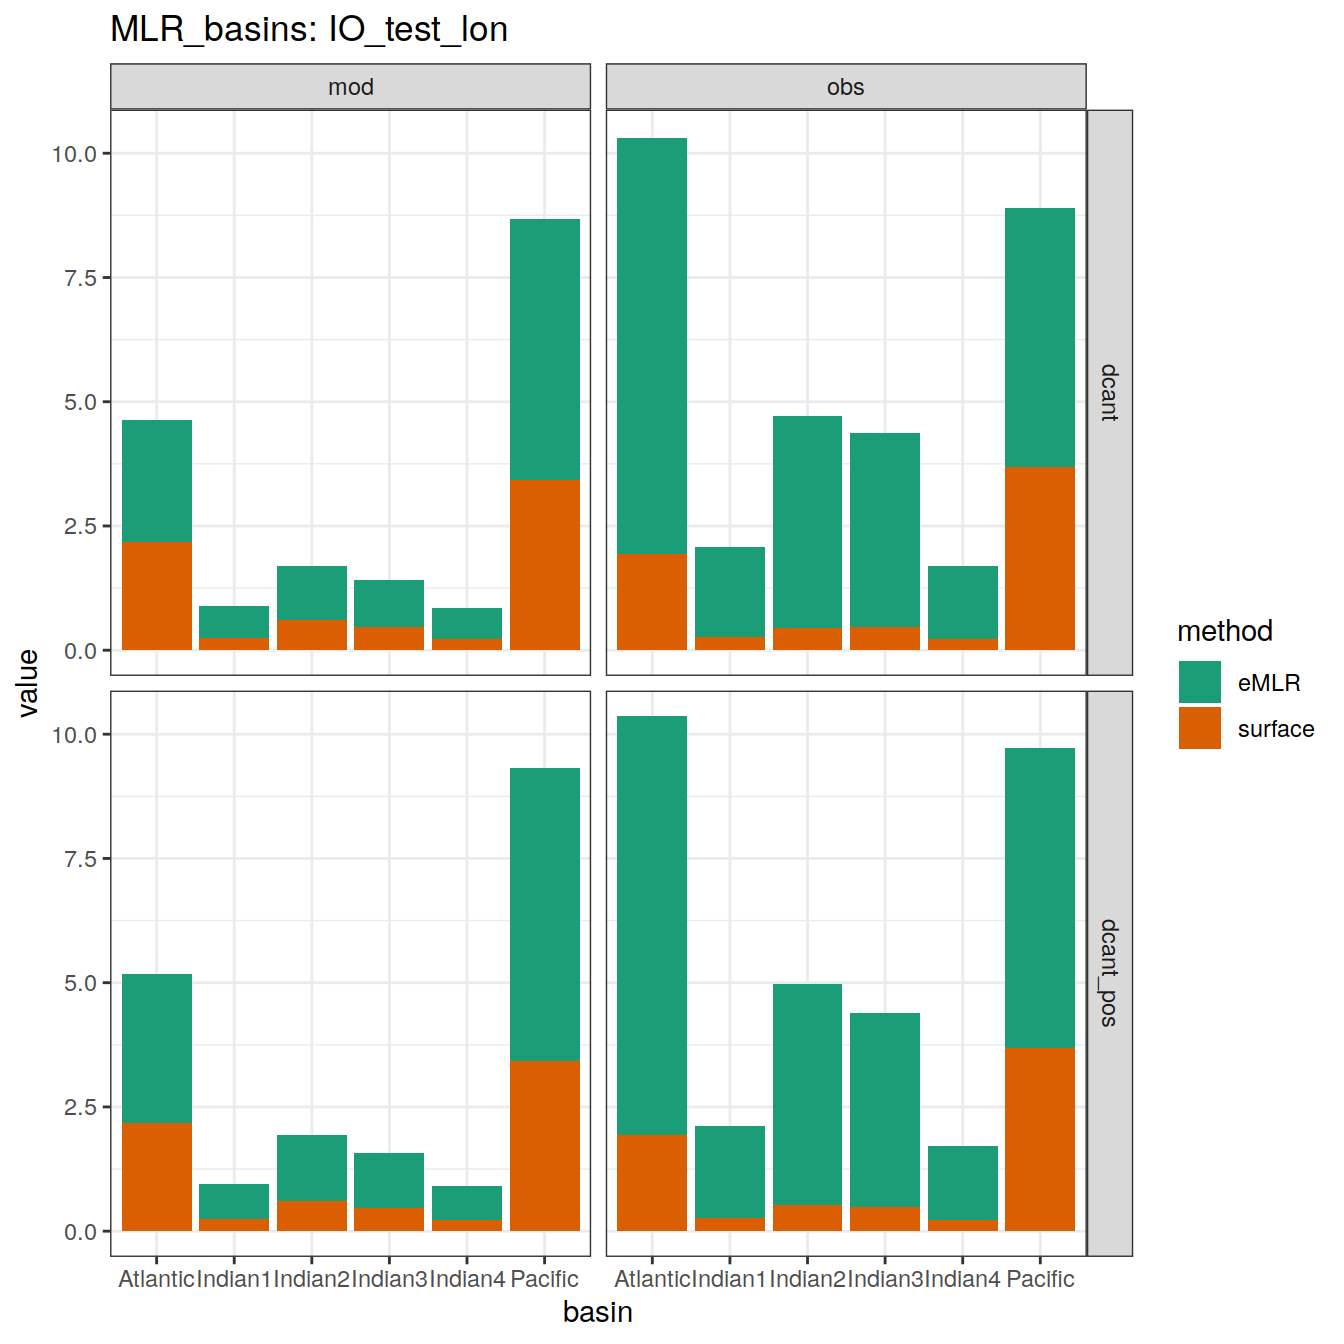 MLR_basins: IO_test_lon
mod
obs
10.0
7.5
5.0
2.5
0.0
dcant
10.0
7.5
5.0
2.5
0.0
dcant_pos
value
Atlantic Indian1 Indian2 Indian3 Indian4 Pacific
Atlantic Indian1 Indian2 Indian3 Indian4 Pacific
basin
method
eMLR
surface